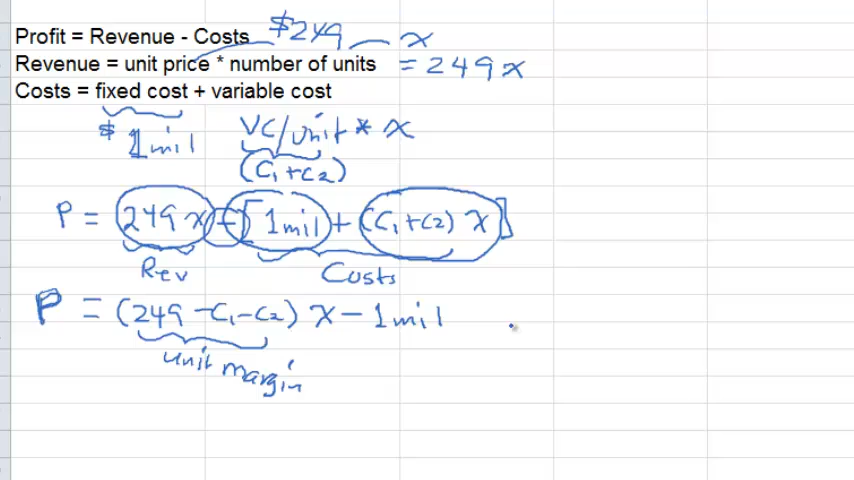 Profit = Revenue - Costs $249 x
Revenue = unit price * number of units = 249x
Costs = fixed cost + variable cost
$ 1mil VC/unit * x
(C1+C2)
P = 249x - [1mil + (C1+C2) x]
Rev Costs
P = (249 -C1-C2) x - 1mil
unit margin